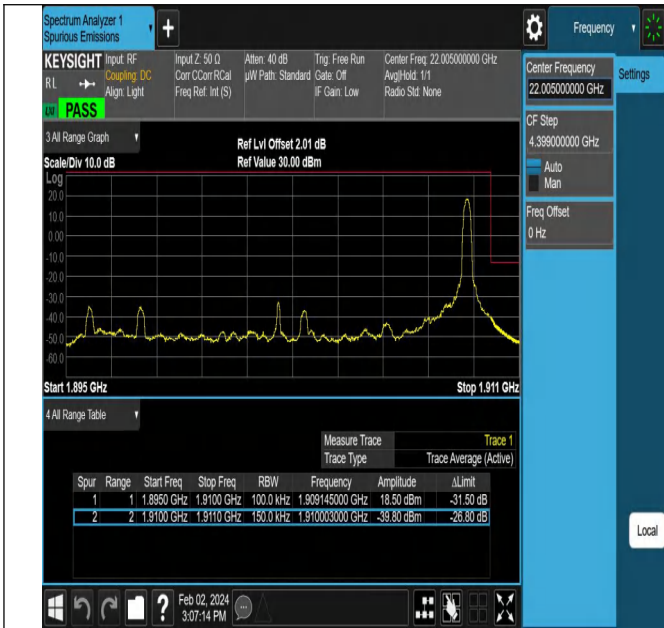 Spectrum Analyzer 1
Spurious Emissions
Frequency
KEYSIGHT Input: RF Input Z: 50 Ω Atten: 40 dB Trig: Free Run Center Freq: 22.005000000 GHz
RL Coupling: DC Corr CCorr RCal µW Path: Standard Gate: Off Avg|Hold: 1/1
Align: Light Freq Ref: Int (S) IF Gain: Low Radio Std: None
PASS
Center Frequency
22.005000000 GHz
Settings
CF Step
4.399000000 GHz
Auto
Man
Freq Offset
0 Hz
3 All Range Graph
Ref Lvl Offset 2.01 dB
Scale/Div 10.0 dB Ref Value 30.00 dBm
Log
20.0
10.0
0.00
-10.0
-20.0
-30.0
-40.0
-50.0
-60.0
Start 1.895 GHz Stop 1.911 GHz
4 All Range Table
Measure Trace Trace 1
Trace Type Trace Average (Active)
Spur Range Start Freq Stop Freq RBW Frequency Amplitude ΔLimit
1 1 1.8950 GHz 1.9100 GHz 100.0 kHz 1.909145000 GHz 18.50 dBm -31.50 dB
2 2 1.9100 GHz 1.9110 GHz 150.0 kHz 1.910003000 GHz -39.80 dBm -26.80 dB
Local
Feb 02, 2024
3:07:14 PM